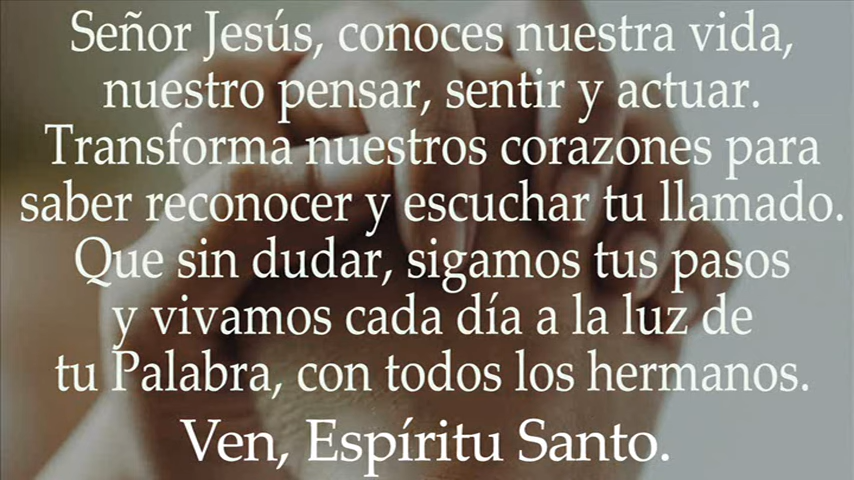 Señor Jesús, conoces nuestra vida,
nuestro pensar, sentir y actuar.
Transforma nuestros corazones para
saber reconocer y escuchar tu llamado.
Que sin dudar, sigamos tus pasos
y vivamos cada día a la luz de
tu Palabra, con todos los hermanos.
Ven, Espíritu Santo.